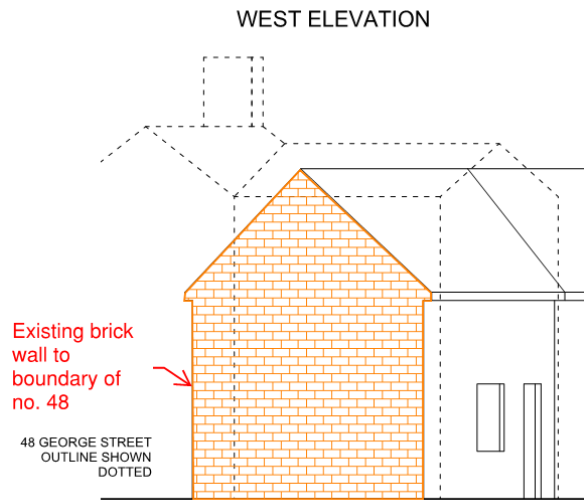 WEST ELEVATION
Existing brick
wall to
boundary of
no. 48
48 GEORGE STREET
OUTLINE SHOWN
DOTTED